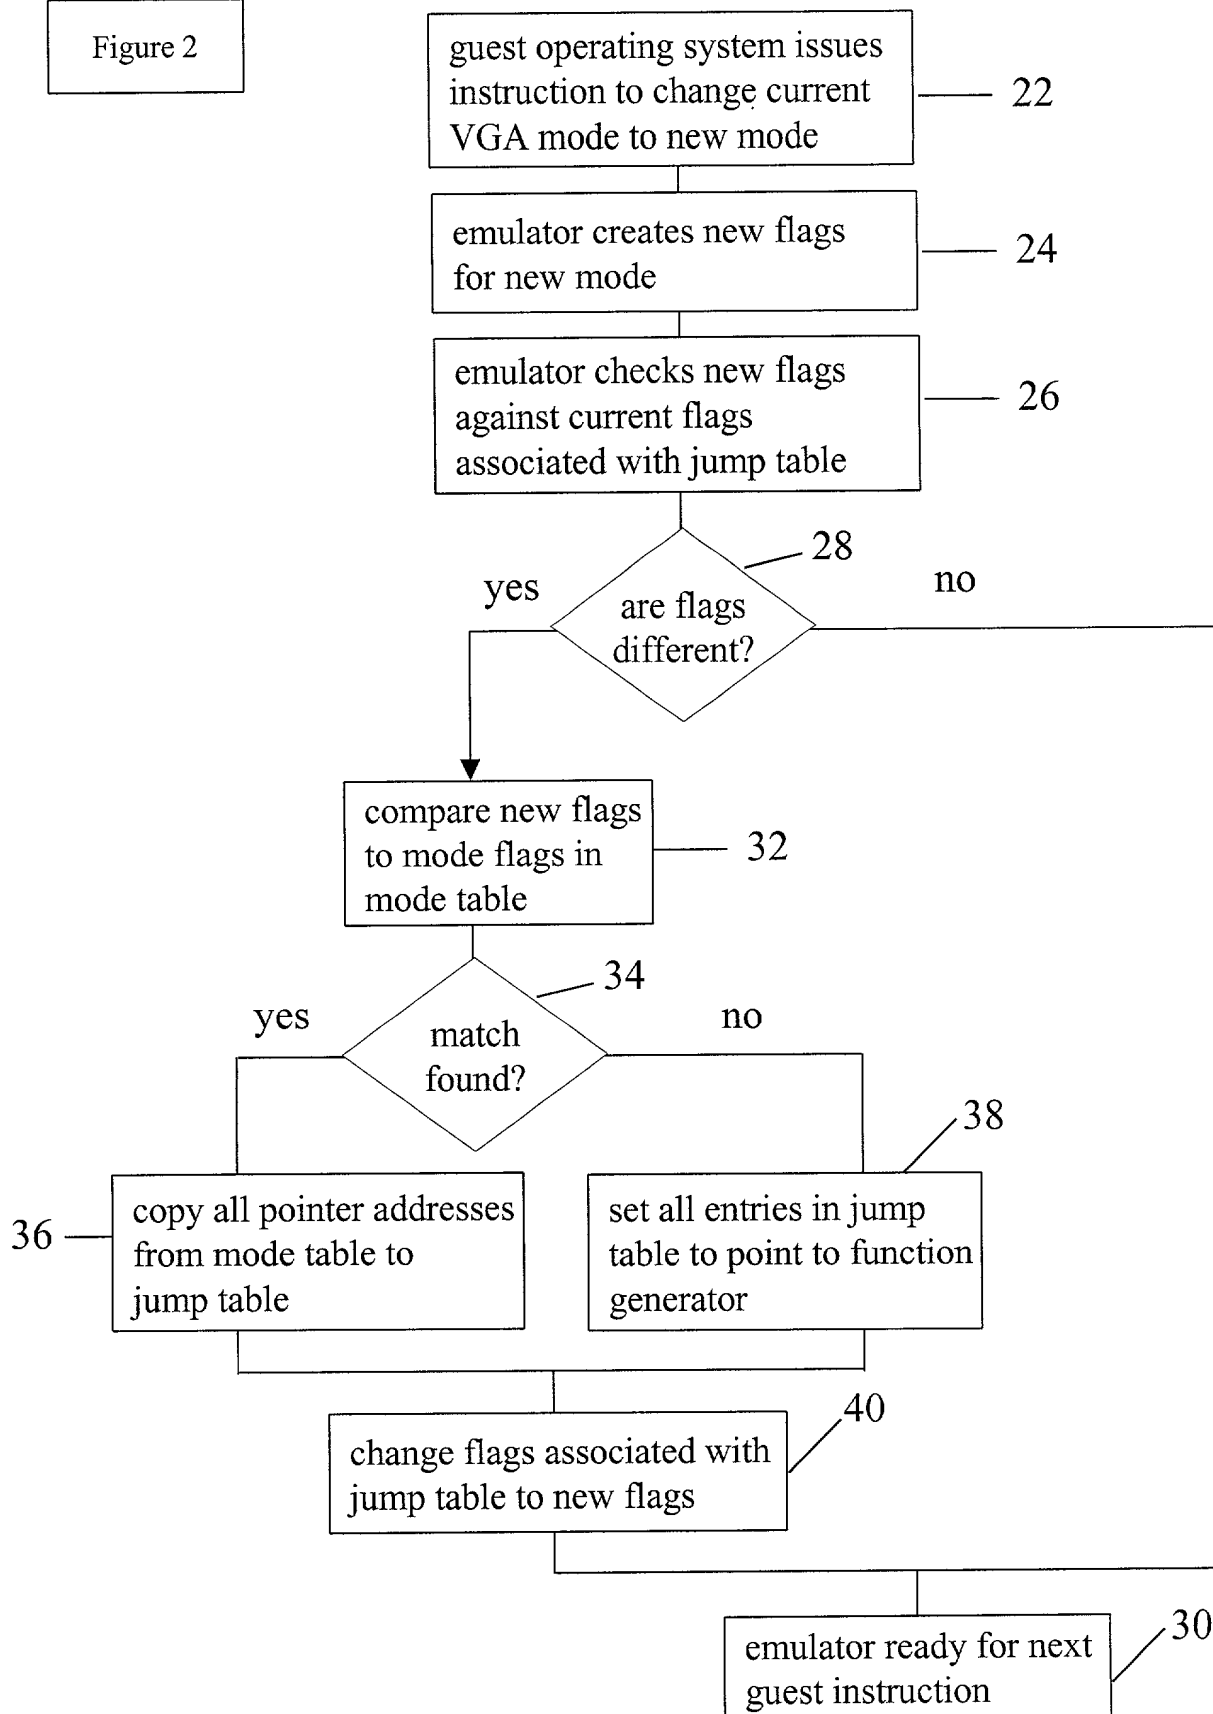 Figure 2
guest operating system issues
instruction to change current
VGA mode to new mode
22
emulator creates new flags
for new mode
24
emulator checks new flags
against current flags
associated with jump table
26
28
yes
no
are flags
different?
compare new flags
to mode flags in
mode table
32
34
yes
no
match
found?
38
36
copy all pointer addresses
from mode table to
jump table
set all entries in jump
table to point to function
generator
40
change flags associated with
jump table to new flags
30
emulator ready for next
guest instruction